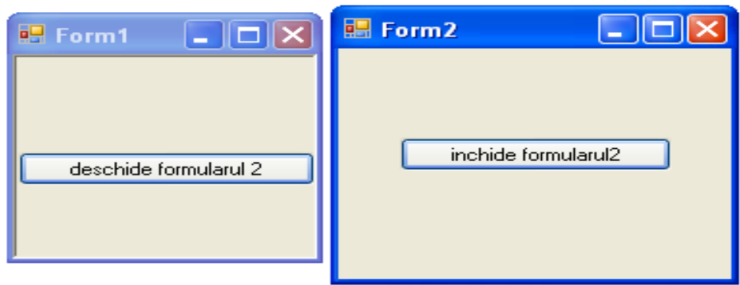 Form1
deschide formularul 2
Form2
inchide formularul2